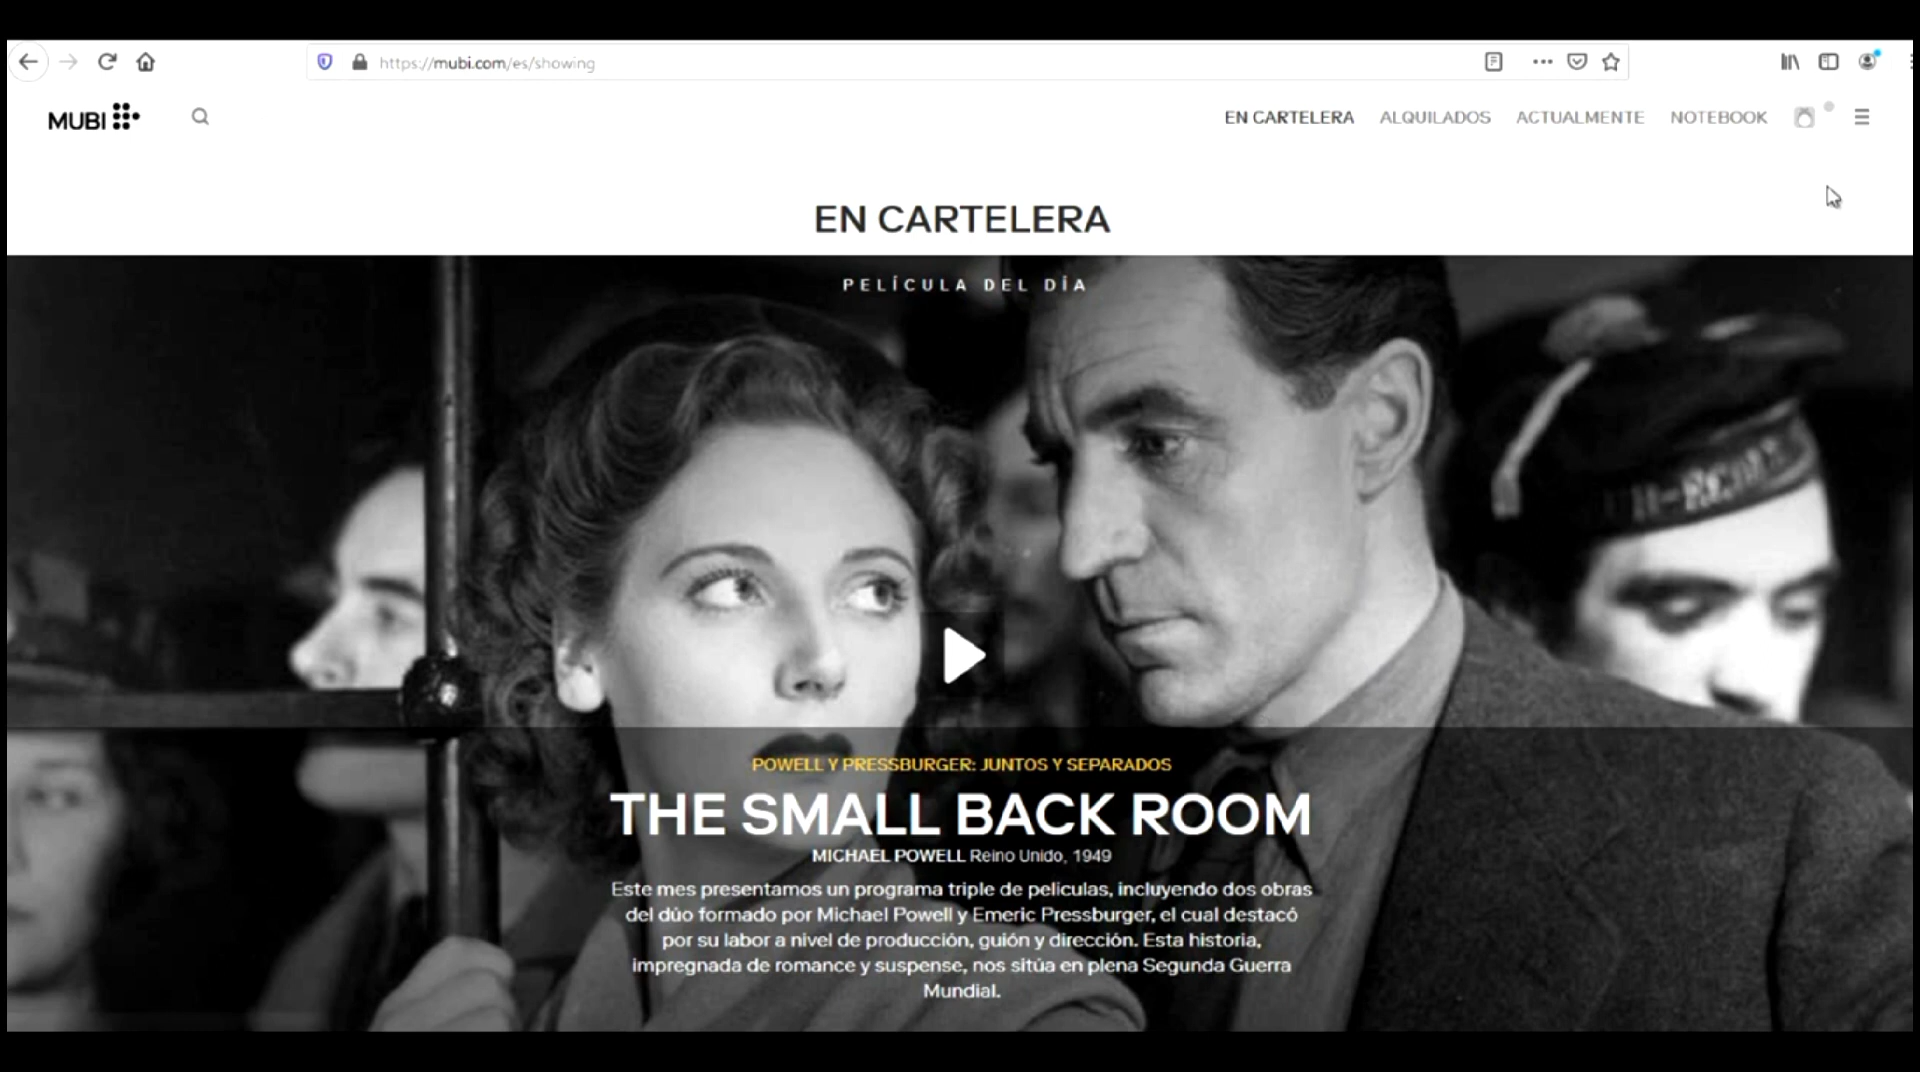 https://mubi.com/es/showing
MUBI
EN CARTELERA ALQUILADOS ACTUALMENTE NOTEBOOK
EN CARTELERA
PELÍCULA DEL DÍA
POWELL Y PRESSBURGER: JUNTOS Y SEPARADOS
THE SMALL BACK ROOM
MICHAEL POWELL Reino Unido, 1949
Este mes presentamos un programa triple de películas, incluyendo dos obras
del dúo formado por Michael Powell y Emeric Pressburger, el cual destacó
por su labor a nivel de producción, guión y dirección. Esta historia,
impregnada de romance y suspense, nos sitúa en plena Segunda Guerra
Mundial.